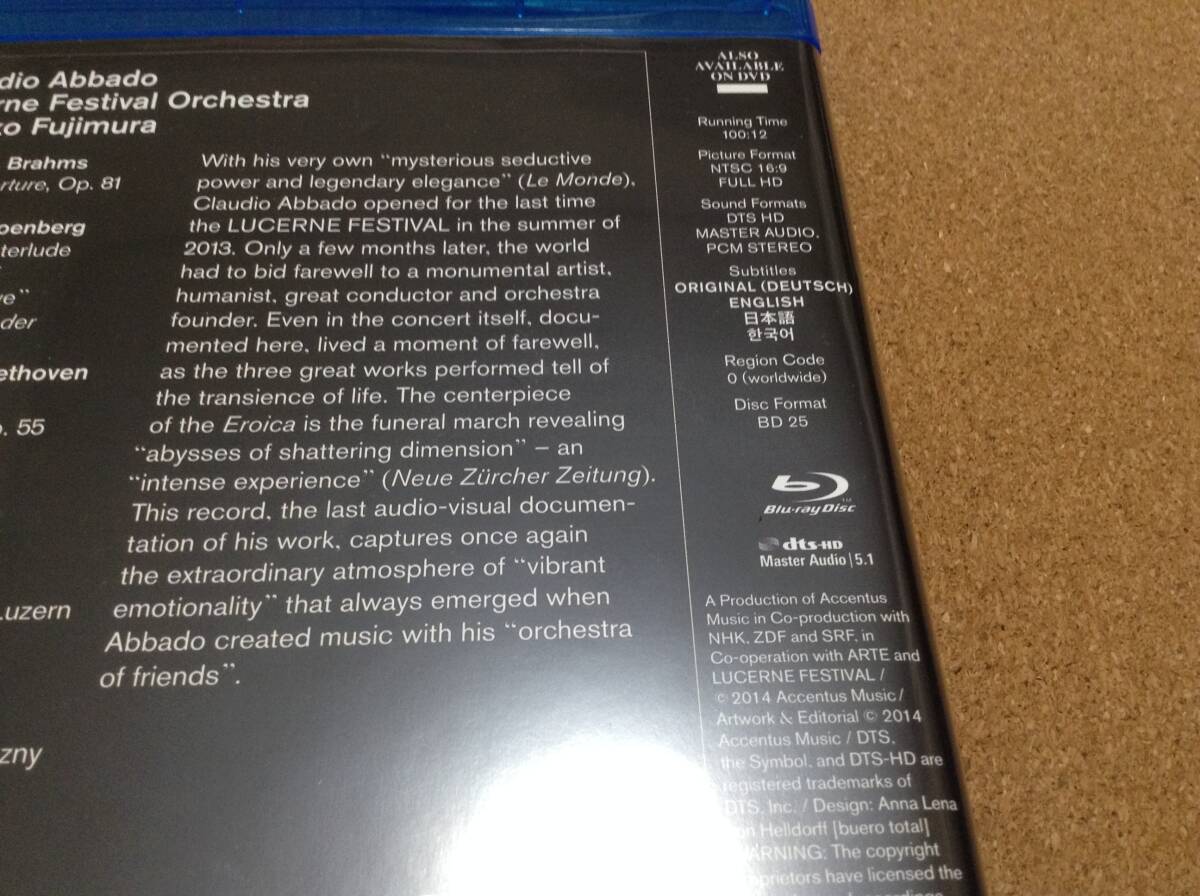 dio Abbado
rne Festival Orchestra
ko Fujimura
Brahms
rture, Op. 81
oenberg
terlude
ve"
der
ethoven
o. 55
Luzern
zny
With his very own "mysterious seductive
power and legendary elegance" (Le Monde),
Claudio Abbado opened for the last time
the LUCERNE FESTIVAL in the summer of
2013. Only a few months later, the world
had to bid farewell to a monumental artist,
humanist, great conductor and orchestra
founder. Even in the concert itself, docu-
mented here, lived a moment of farewell,
as the three great works performed tell of
the transience of life. The centerpiece
of the Eroica is the funeral march revealing
"abysses of shattering dimension" – an
"intense experience" (Neue Zürcher Zeitung).
This record, the last audio-visual documen-
tation of his work, captures once again
the extraordinary atmosphere of "vibrant
emotionality" that always emerged when
Abbado created music with his "orchestra
of friends".
ALSO
AVAILABLE
ON DVD
Running Time
100:12
Picture Format
NTSC 16:9
FULL HD
Sound Formats
DTS HD
MASTER AUDIO,
PCM STEREO
Subtitles
ORIGINAL (DEUTSCH)
ENGLISH
日本語
한국어
Region Code
0 (worldwide)
Disc Format
BD 25
Blu-ray Disc™
dts-HD
Master Audio | 5.1
A Production of Accentus
Music in Co-production with
NHK, ZDF and SRF, in
Co-operation with ARTE and
LUCERNE FESTIVAL /
© 2014 Accentus Music /
Artwork & Editorial © 2014
Accentus Music / DTS,
the Symbol, and DTS-HD are
registered trademarks of
DTS, Inc. / Design: Anna Lena
on Helldorff [buero total]
WARNING: The copyright
proprietors have licensed the